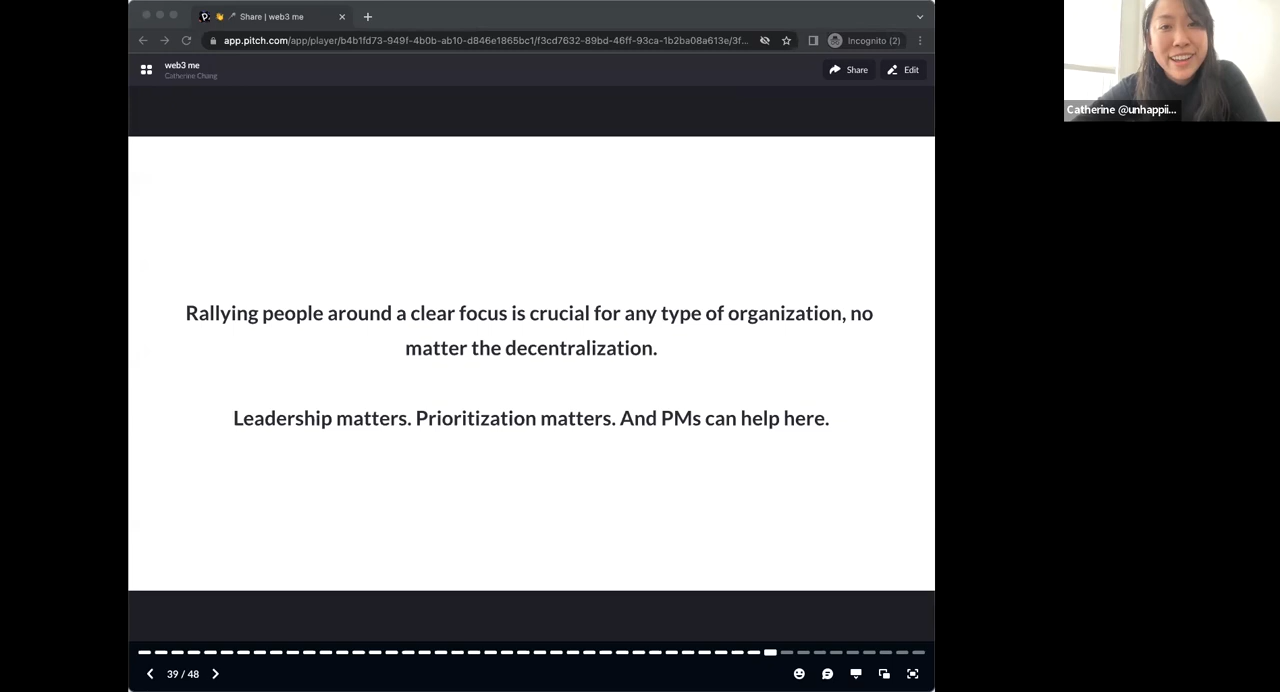 Share | web3 me
app.pitch.com/app/player/b4b1fd73-949f-4b0b-ab10-d846e1865bc1/f3cd7632-89bd-46ff-93ca-1b2ba08a613e/3f...
Incognito (2)
web3 me
Catherine Chang
Share
Edit
Catherine @unhappii...
Rallying people around a clear focus is crucial for any type of organization, no
matter the decentralization.
Leadership matters. Prioritization matters. And PMs can help here.
39 / 48